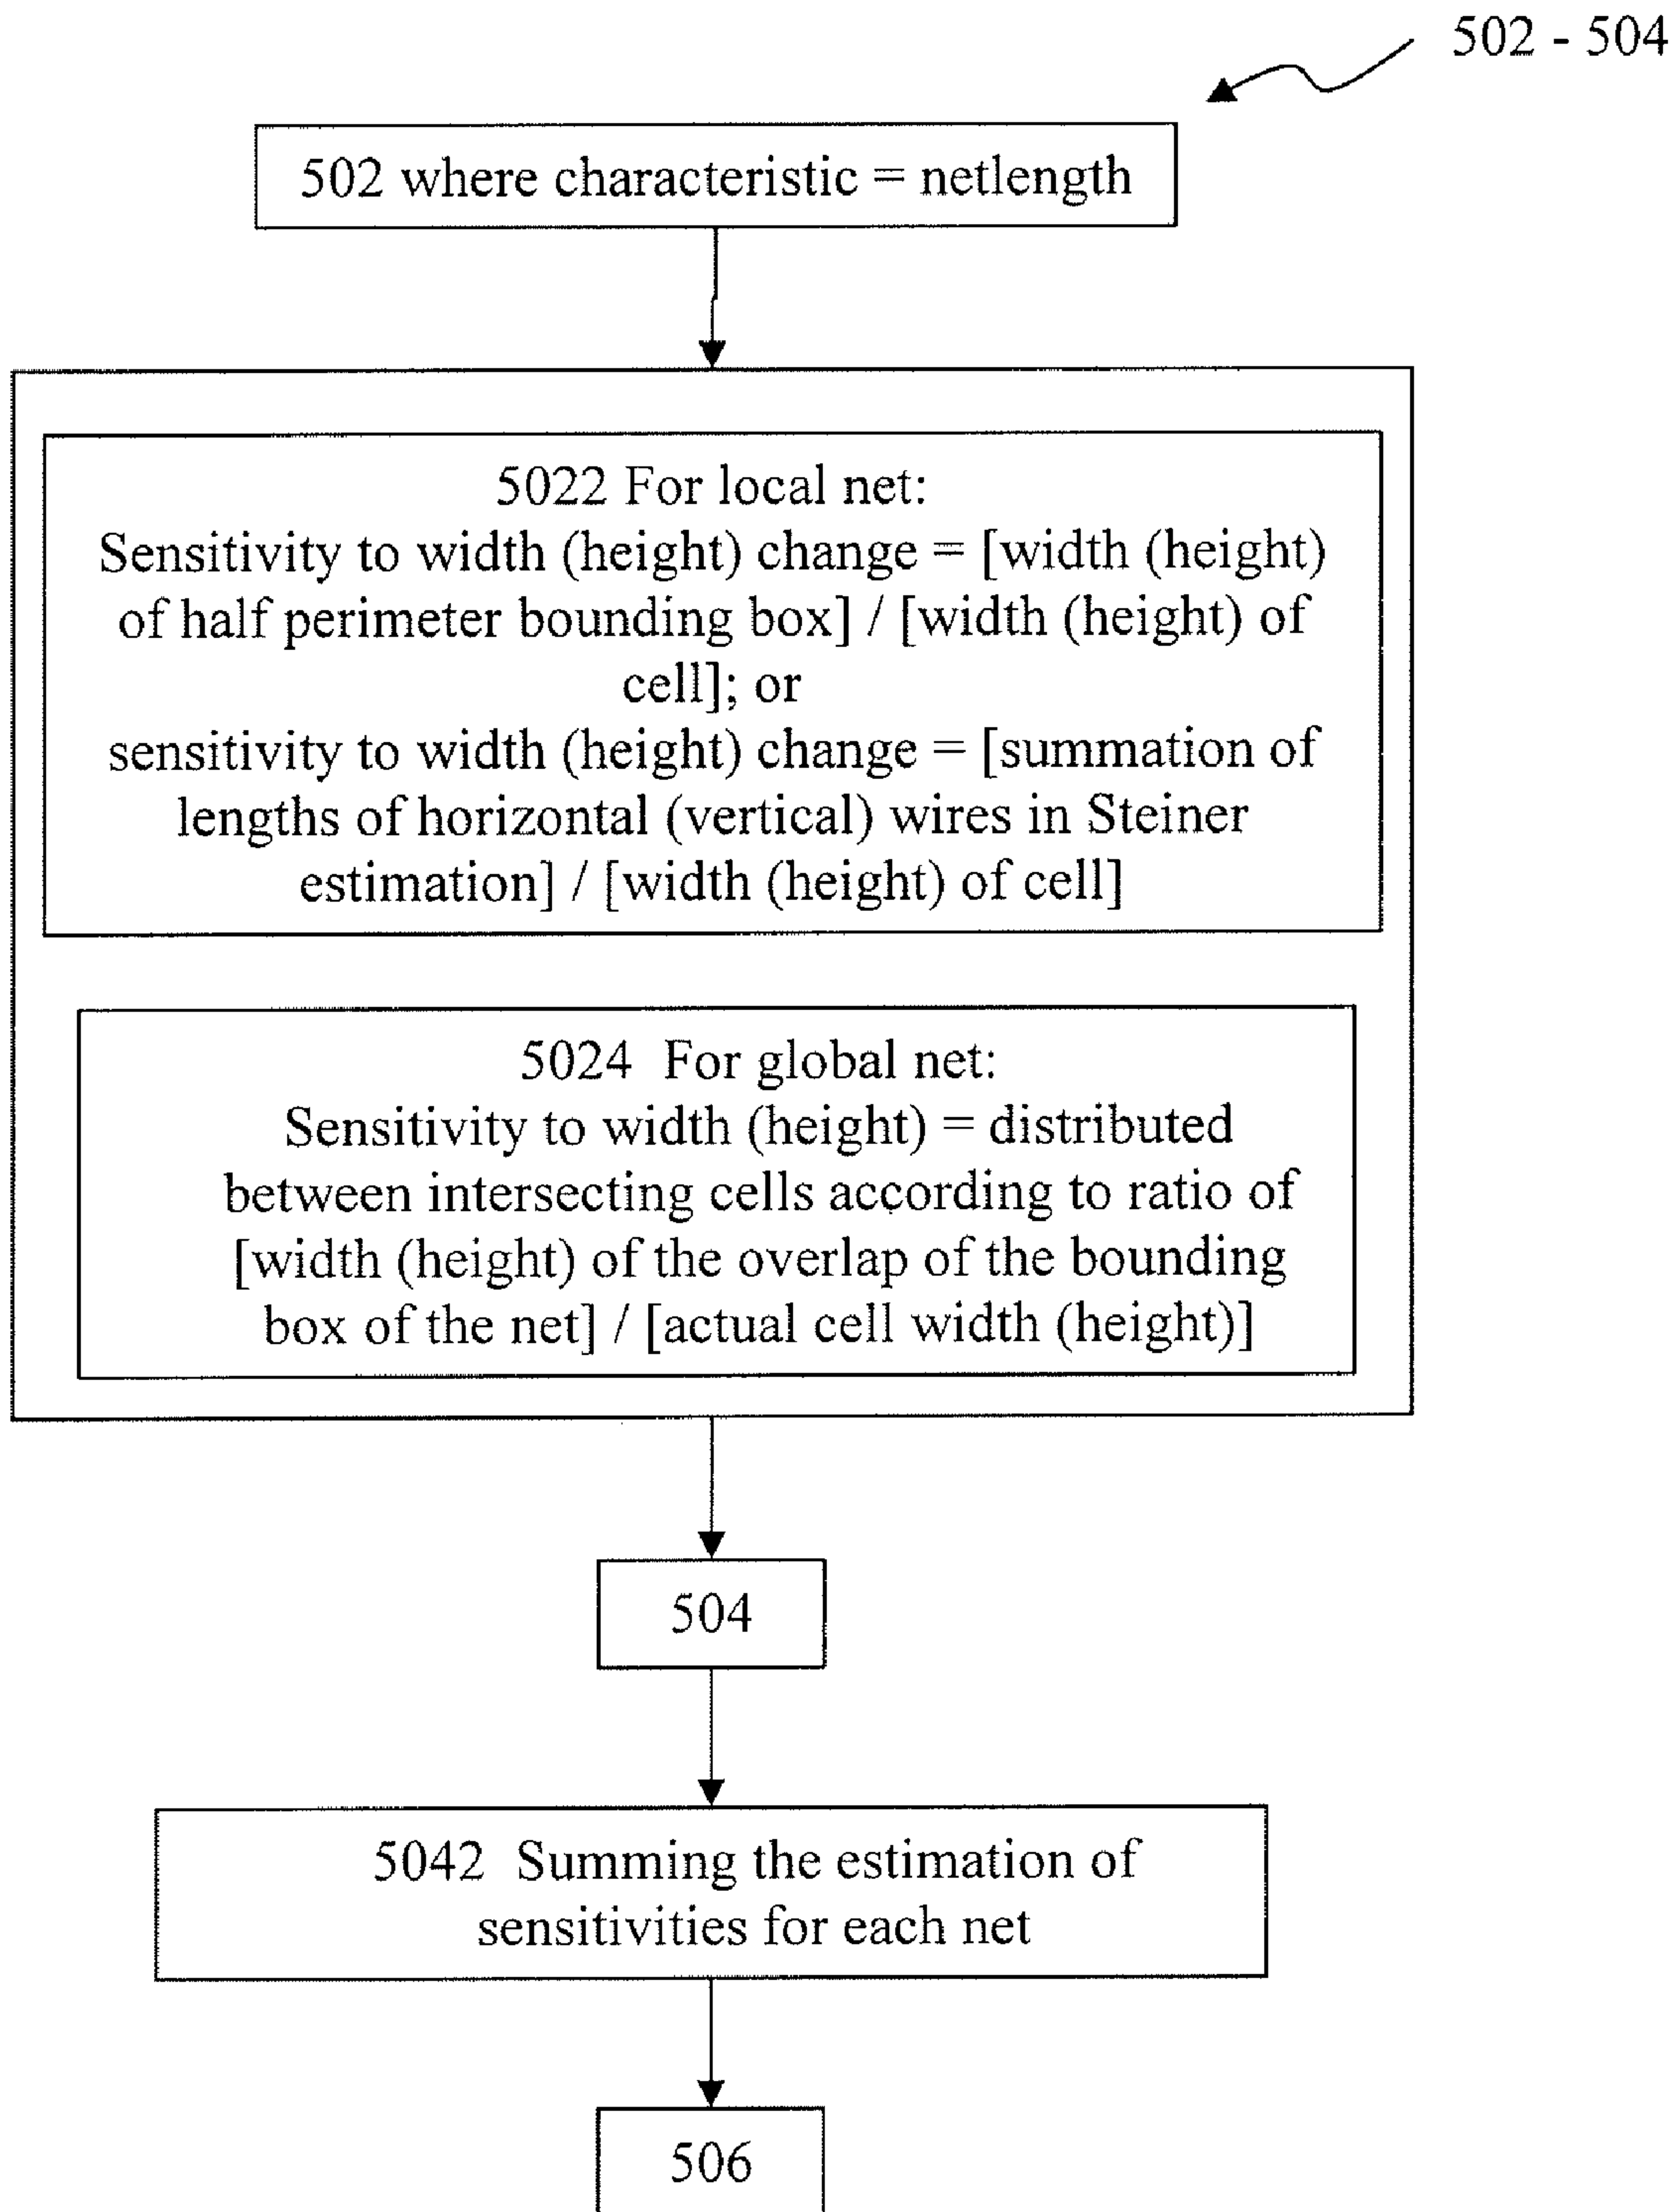 502 - 504
502 where characteristic = netlength
5022 For local net:
Sensitivity to width (height) change = [width (height)
of half perimeter bounding box] / [width (height) of
cell]; or
sensitivity to width (height) change = [summation of
lengths of horizontal (vertical) wires in Steiner
estimation] / [width (height) of cell]
5024 For global net:
Sensitivity to width (height) = distributed
between intersecting cells according to ratio of
[width (height) of the overlap of the bounding
box of the net] / [actual cell width (height)]
504
5042 Summing the estimation of
sensitivities for each net
506